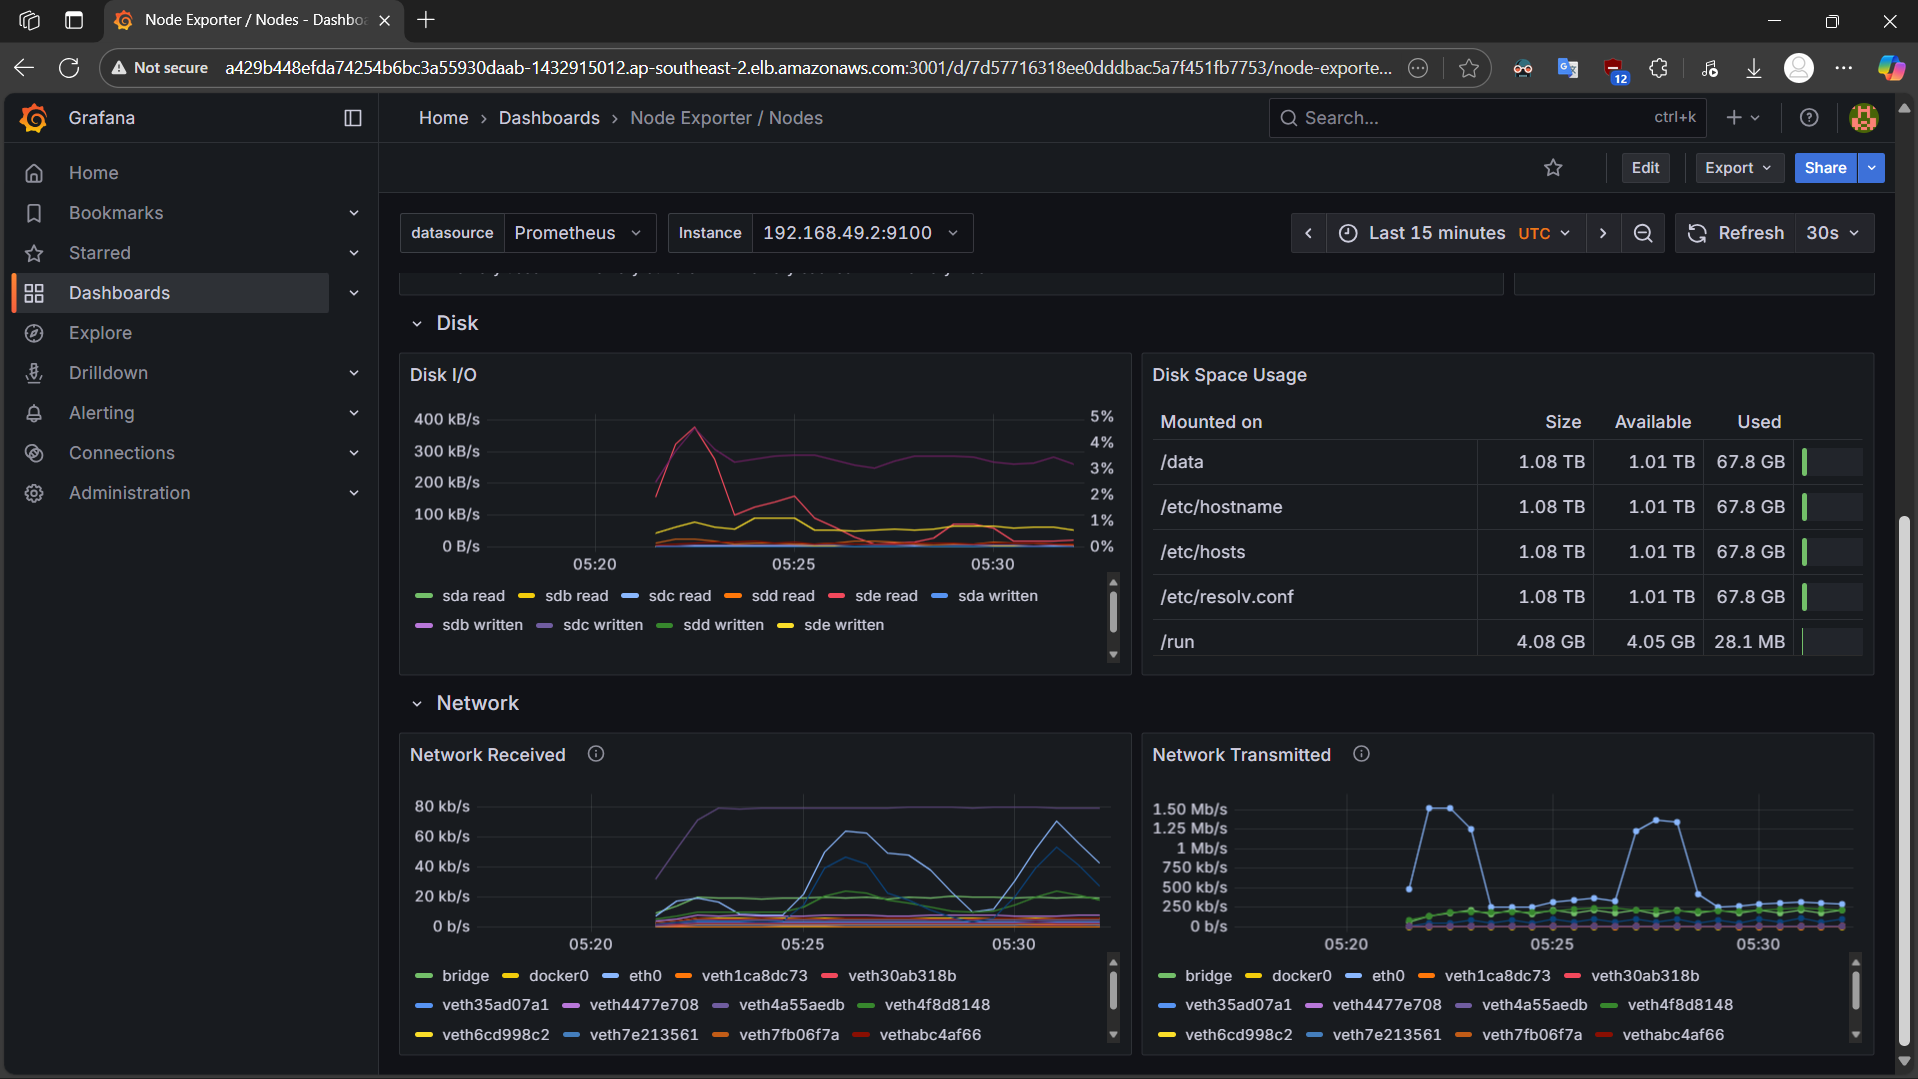 Node Exporter / Nodes - Dashboa
Not secure a429b448efda74254b6bc3a55930daab-1432915012.ap-southeast-2.elb.amazonaws.com:3001/d/7d57716318ee0dddbac5a7f451fb7753/node-exporte...
12
Grafana
Home
Bookmarks
Starred
Dashboards
Explore
Drilldown
Alerting
Connections
Administration
Home › Dashboards › Node Exporter / Nodes
Search... ctrl+k
Edit Export Share
datasource Prometheus Instance 192.168.49.2:9100
Last 15 minutes UTC Refresh 30s
Disk
Disk I/O
400 kB/s
300 kB/s
200 kB/s
100 kB/s
0 B/s
5%
4%
3%
2%
1%
0%
05:20 05:25 05:30
sda read sdb read sdc read sdd read sde read sda written
sdb written sdc written sdd written sde written
Disk Space Usage
Mounted on Size Available Used
/data 1.08 TB 1.01 TB 67.8 GB
/etc/hostname 1.08 TB 1.01 TB 67.8 GB
/etc/hosts 1.08 TB 1.01 TB 67.8 GB
/etc/resolv.conf 1.08 TB 1.01 TB 67.8 GB
/run 4.08 GB 4.05 GB 28.1 MB
Network
Network Received
80 kb/s
60 kb/s
40 kb/s
20 kb/s
0 b/s
05:20 05:25 05:30
bridge docker0 eth0 veth1ca8dc73 veth30ab318b
veth35ad07a1 veth4477e708 veth4a55aedb veth4f8d8148
veth6cd998c2 veth7e213561 veth7fb06f7a vethabc4af66
Network Transmitted
1.50 Mb/s
1.25 Mb/s
1 Mb/s
750 kb/s
500 kb/s
250 kb/s
0 b/s
05:20 05:25 05:30
bridge docker0 eth0 veth1ca8dc73 veth30ab318b
veth35ad07a1 veth4477e708 veth4a55aedb veth4f8d8148
veth6cd998c2 veth7e213561 veth7fb06f7a vethabc4af66